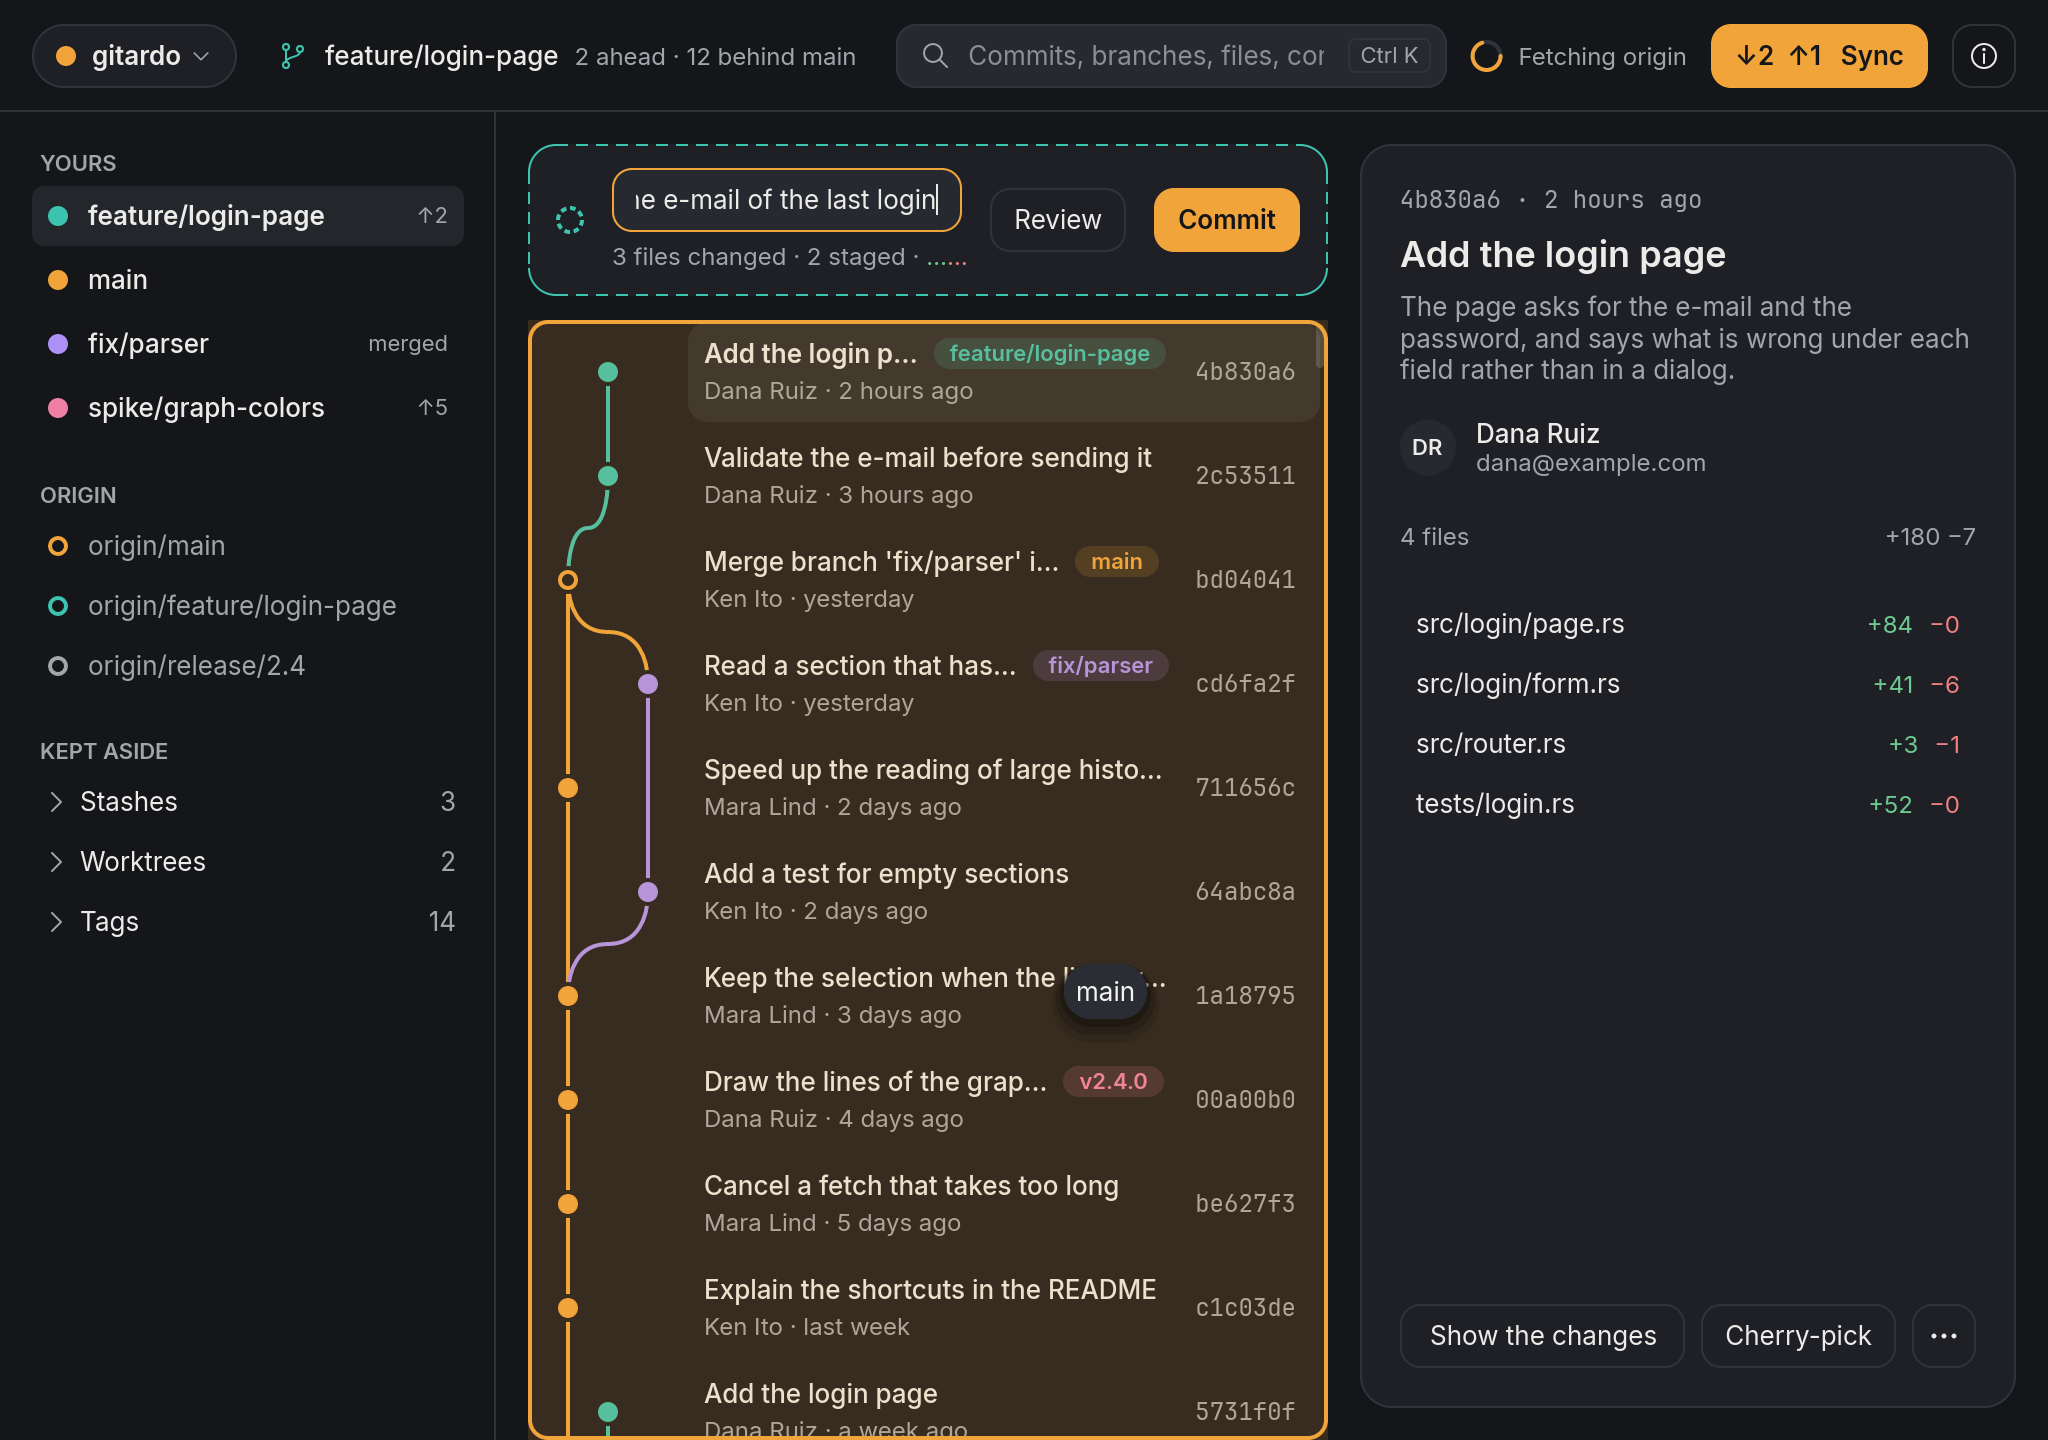 gitardo
feature/login-page 2 ahead · 12 behind main
Commits, branches, files, cor
Ctrl K
Fetching origin
↓2 ↑1 Sync
YOURS
feature/login-page ↑2
main
fix/parser merged
spike/graph-colors ↑5
ORIGIN
origin/main
origin/feature/login-page
origin/release/2.4
KEPT ASIDE
Stashes 3
Worktrees 2
Tags 14
e e-mail of the last login
3 files changed · 2 staged · ......
Review
Commit
Add the login p... feature/login-page 4b830a6
Dana Ruiz · 2 hours ago
Validate the e-mail before sending it 2c53511
Dana Ruiz · 3 hours ago
Merge branch 'fix/parser' i... main bd04041
Ken Ito · yesterday
Read a section that has... fix/parser cd6fa2f
Ken Ito · yesterday
Speed up the reading of large histo... 711656c
Mara Lind · 2 days ago
Add a test for empty sections 64abc8a
Ken Ito · 2 days ago
Keep the selection when the ... 1a18795
main
Mara Lind · 3 days ago
Draw the lines of the grap... v2.4.0 00a00b0
Dana Ruiz · 4 days ago
Cancel a fetch that takes too long be627f3
Mara Lind · 5 days ago
Explain the shortcuts in the README c1c03de
Ken Ito · last week
Add the login page 5731f0f
Dana Ruiz · a week ago
4b830a6 · 2 hours ago
Add the login page
The page asks for the e-mail and the
password, and says what is wrong under each
field rather than in a dialog.
DR
Dana Ruiz
dana@example.com
4 files +180 −7
src/login/page.rs +84 −0
src/login/form.rs +41 −6
src/router.rs +3 −1
tests/login.rs +52 −0
Show the changes
Cherry-pick
...